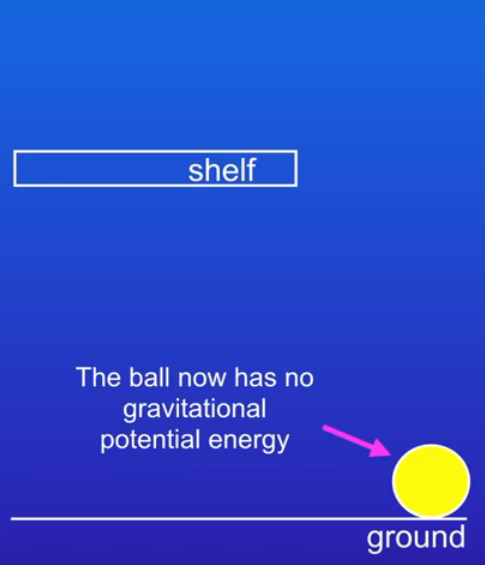 shelf
The ball now has no
gravitational
potential energy
ground